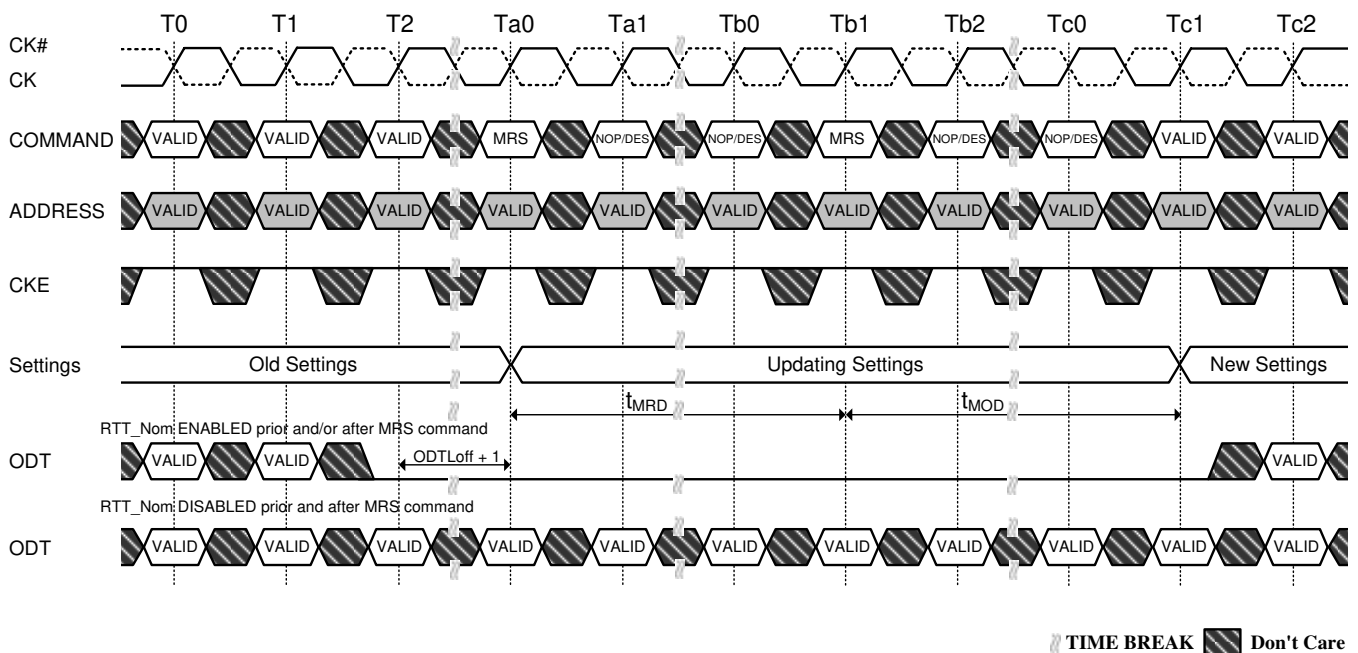 T0 T1 T2 Ta0 Ta1 Tb0 Tb1 Tb2 Tc0 Tc1 Tc2
CK#
CK
COMMAND VALID VALID VALID MRS NOP/DES NOP/DES MRS NOP/DES NOP/DES VALID VALID
ADDRESS VALID VALID VALID VALID VALID VALID VALID VALID VALID VALID VALID
CKE
Settings Old Settings Updating Settings New Settings
tMRD tMOD
RTT_Nom ENABLED prior and/or after MRS command
ODT VALID VALID ODTLoff + 1 VALID
RTT_Nom DISABLED prior and after MRS command
ODT VALID VALID VALID VALID VALID VALID VALID VALID VALID VALID VALID
TIME BREAK Don't Care